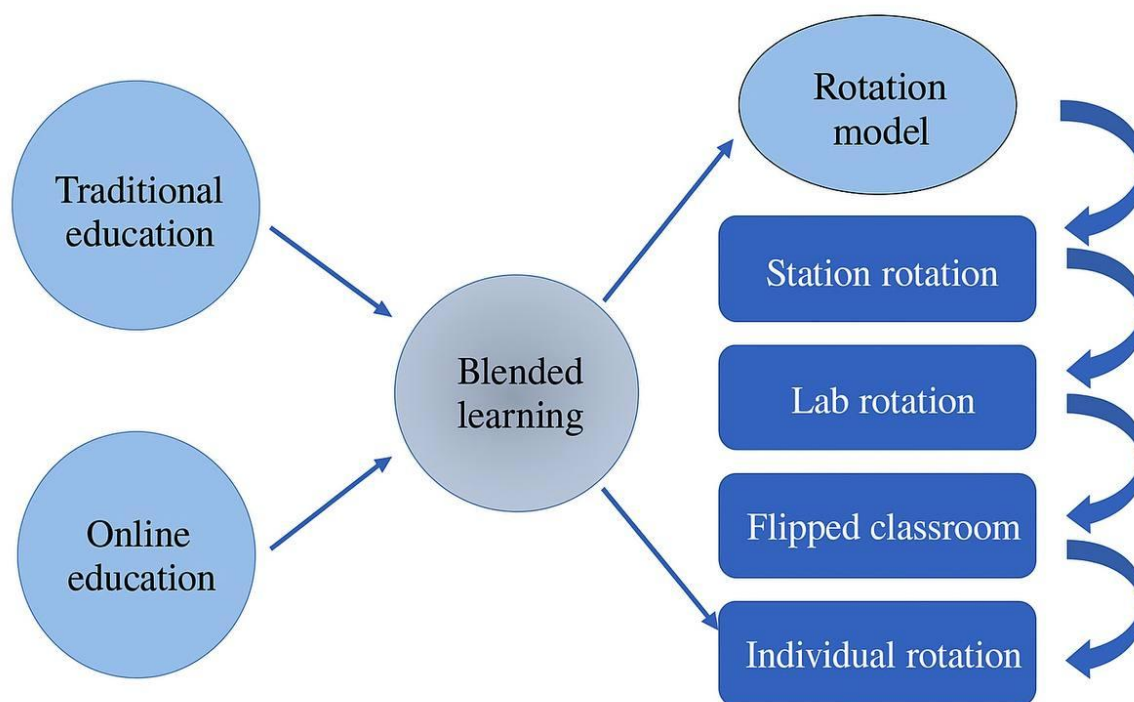 Traditional
education
Online
education
Blended
learning
Rotation
model
Station rotation
Lab rotation
Flipped classroom
Individual rotation